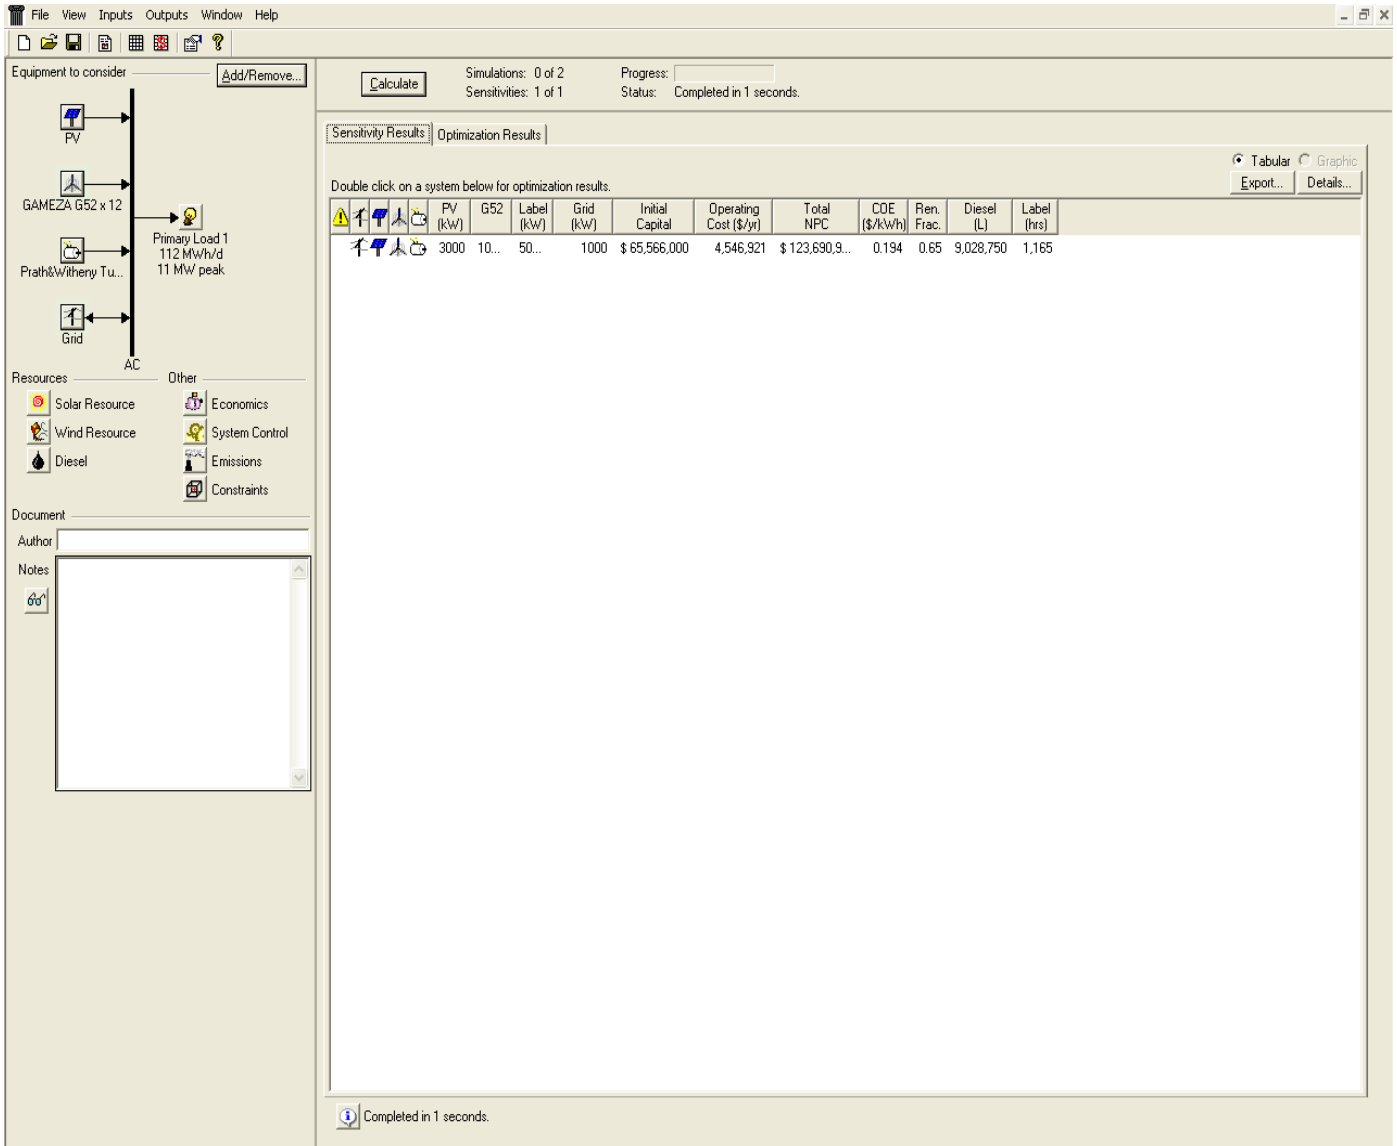 File View Inputs Outputs Window Help
Equipment to consider
Add/Remove...
PV
GAMEZA G52 x 12
Primary Load 1
112 MWh/d
11 MW peak
Prath&Witheny Tu...
Grid
AC
Resources
Other
Solar Resource
Economics
Wind Resource
System Control
Diesel
Emissions
Constraints
Document
Author
Notes
Calculate
Simulations: 0 of 2
Progress:
Sensitivities: 1 of 1
Status: Completed in 1 seconds.
Sensitivity Results
Optimization Results
Tabular
Graphic
Double click on a system below for optimization results.
Export...
Details...
PV G52 Label Grid Initial Operating Total COE Ren. Diesel Label
(kW) (kW) (kW) Capital Cost ($/yr) NPC ($/kWh) Frac. (L) (hrs)
3000 10... 50... 1000 $ 65,566,000 4,546,921 $ 123,690,9... 0.194 0.65 9,028,750 1,165
Completed in 1 seconds.